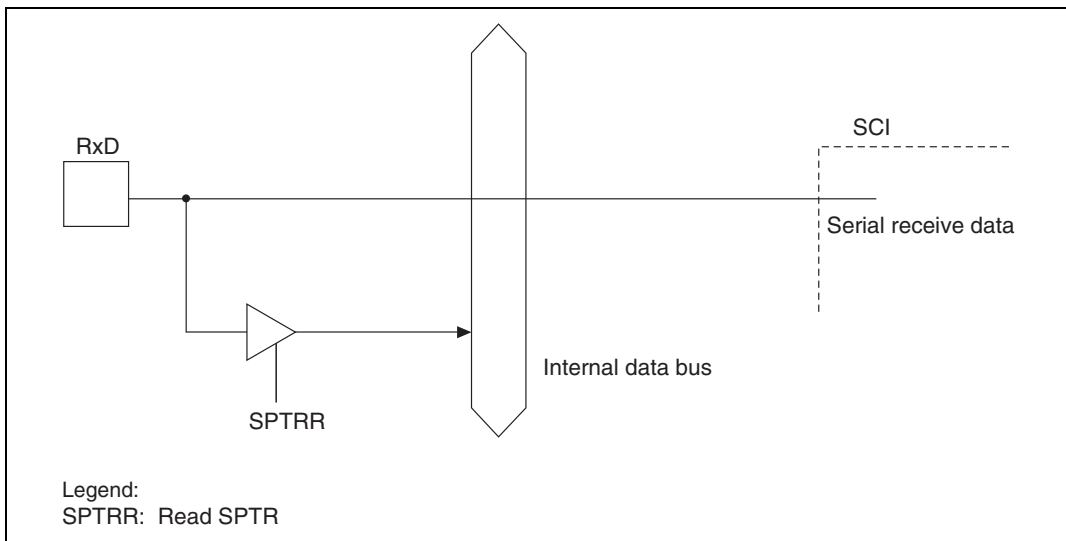 RxD
SCI
Serial receive data
Internal data bus
SPTRR
Legend:
SPTRR: Read SPTR